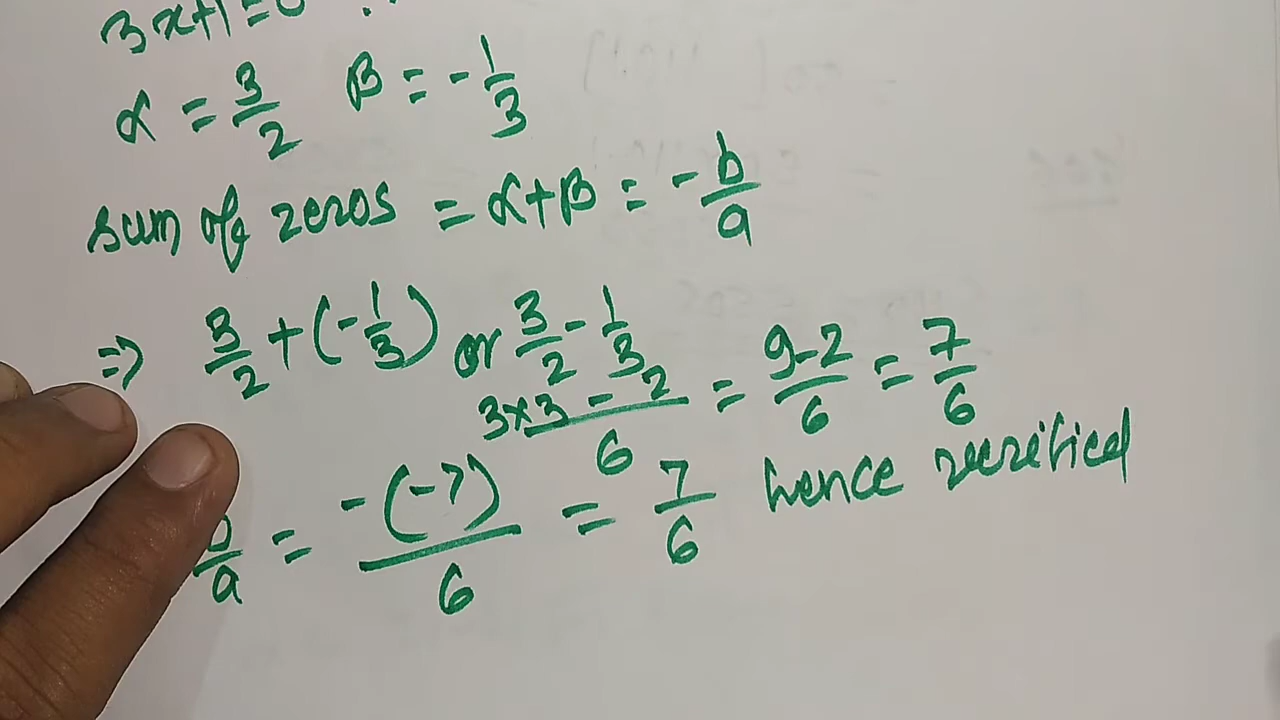 3x+1=0
α = 3/2 β = -1/3
sum of zeros = α+β = -b/a
⇒ 3/2 + (-1/3) or 3/2 - 1/3
3×3 - 2/6 = 9-2/6 = 7/6
b/a = -(-7)/6 = 7/6 hence verified